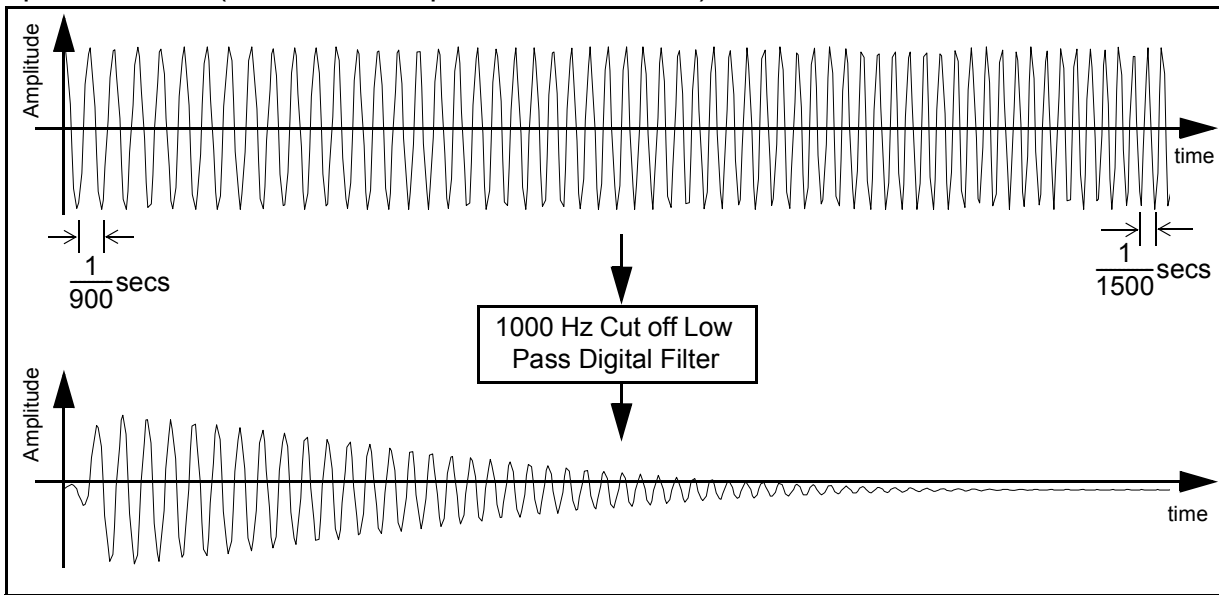 Amplitude
time
1
900
secs
1
1500
secs
1000 Hz Cut off Low
Pass Digital Filter
Amplitude
time